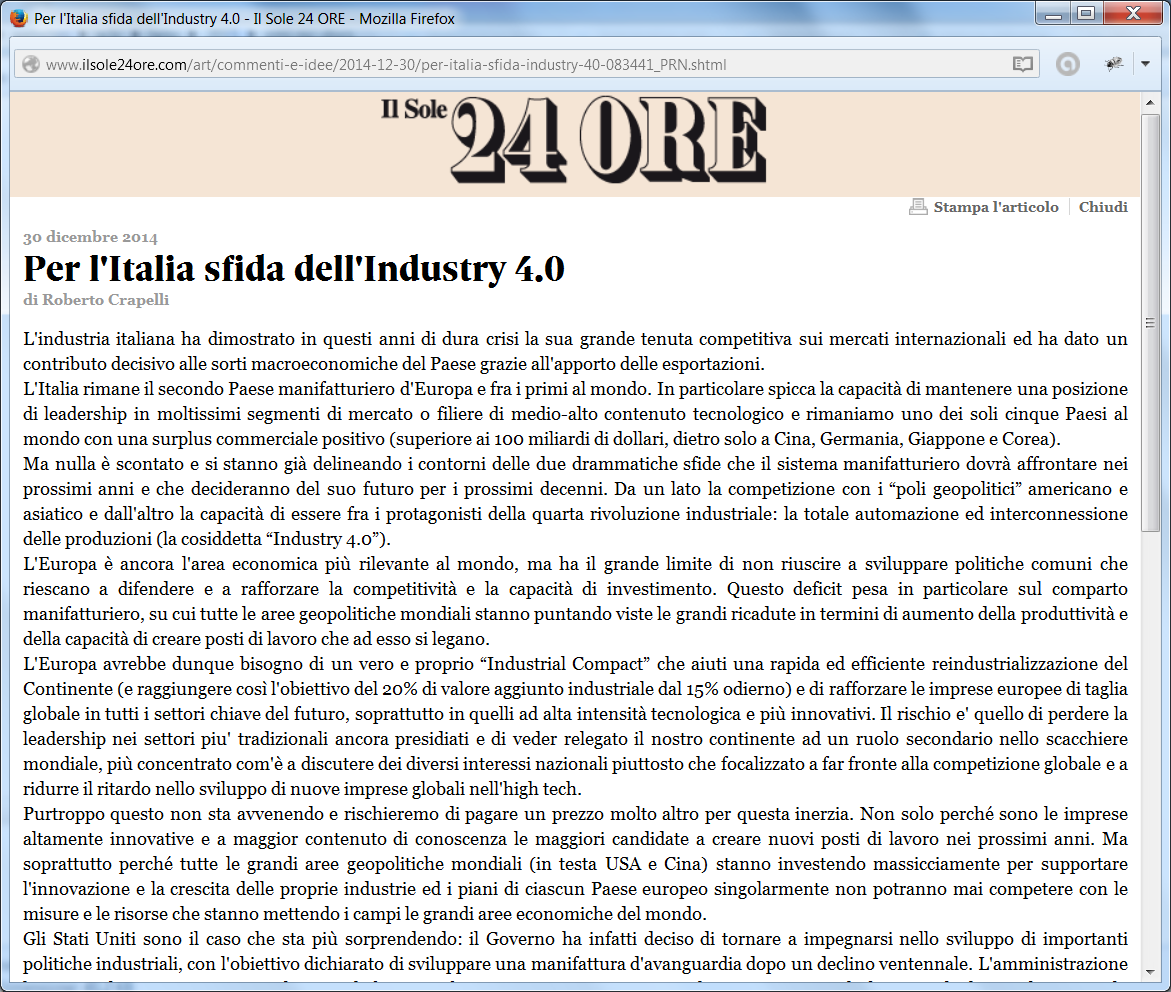 Per l'Italia sfida dell'Industry 4.0 - Il Sole 24 ORE - Mozilla Firefox
www.ilsole24ore.com/art/commenti-e-idee/2014-12-30/per-italia-sfida-industry-40-083441_PRN.shtml
Il Sole 24 ORE
Stampa l'articolo Chiudi
30 dicembre 2014
Per l'Italia sfida dell'Industry 4.0
di Roberto Crapelli
L'industria italiana ha dimostrato in questi anni di dura crisi la sua grande tenuta competitiva sui mercati internazionali ed ha dato un
contributo decisivo alle sorti macroeconomiche del Paese grazie all'apporto delle esportazioni.
L'Italia rimane il secondo Paese manifatturiero d'Europa e fra i primi al mondo. In particolare spicca la capacità di mantenere una posizione
di leadership in moltissimi segmenti di mercato o filiere di medio-alto contenuto tecnologico e rimaniamo uno dei soli cinque Paesi al
mondo con una surplus commerciale positivo (superiore ai 100 miliardi di dollari, dietro solo a Cina, Germania, Giappone e Corea).
Ma nulla è scontato e si stanno già delineando i contorni delle due drammatiche sfide che il sistema manifatturiero dovrà affrontare nei
prossimi anni e che decideranno del suo futuro per i prossimi decenni. Da un lato la competizione con i “poli geopolitici” americano e
asiatico e dall'altro la capacità di essere fra i protagonisti della quarta rivoluzione industriale: la totale automazione ed interconnessione
delle produzioni (la cosiddetta “Industry 4.0”).
L'Europa è ancora l'area economica più rilevante al mondo, ma ha il grande limite di non riuscire a sviluppare politiche comuni che
riescano a difendere e a rafforzare la competitività e la capacità di investimento. Questo deficit pesa in particolare sul comparto
manifatturiero, su cui tutte le aree geopolitiche mondiali stanno puntando viste le grandi ricadute in termini di aumento della produttività e
della capacità di creare posti di lavoro che ad esso si legano.
L'Europa avrebbe dunque bisogno di un vero e proprio “Industrial Compact” che aiuti una rapida ed efficiente reindustrializzazione del
Continente (e raggiungere così l'obiettivo del 20% di valore aggiunto industriale dal 15% odierno) e di rafforzare le imprese europee di taglia
globale in tutti i settori chiave del futuro, soprattutto in quelli ad alta intensità tecnologica e più innovativi. Il rischio e' quello di perdere la
leadership nei settori piu' tradizionali ancora presidiati e di veder relegato il nostro continente ad un ruolo secondario nello scacchiere
mondiale, più concentrato com'è a discutere dei diversi interessi nazionali piuttosto che focalizzato a far fronte alla competizione globale e a
ridurre il ritardo nello sviluppo di nuove imprese globali nell'high tech.
Purtroppo questo non sta avvenendo e rischieremo di pagare un prezzo molto altro per questa inerzia. Non solo perché sono le imprese
altamente innovative e a maggior contenuto di conoscenza le maggiori candidate a creare nuovi posti di lavoro nei prossimi anni. Ma
soprattutto perché tutte le grandi aree geopolitiche mondiali (in testa USA e Cina) stanno investendo massicciamente per supportare
l'innovazione e la crescita delle proprie industrie ed i piani di ciascun Paese europeo singolarmente non potranno mai competere con le
misure e le risorse che stanno mettendo i campi le grandi aree economiche del mondo.
Gli Stati Uniti sono il caso che sta più sorprendendo: il Governo ha infatti deciso di tornare a impegnarsi nello sviluppo di importanti
politiche industriali, con l'obiettivo dichiarato di sviluppare una manifattura d'avanguardia dopo un declino ventennale. L'amministrazione